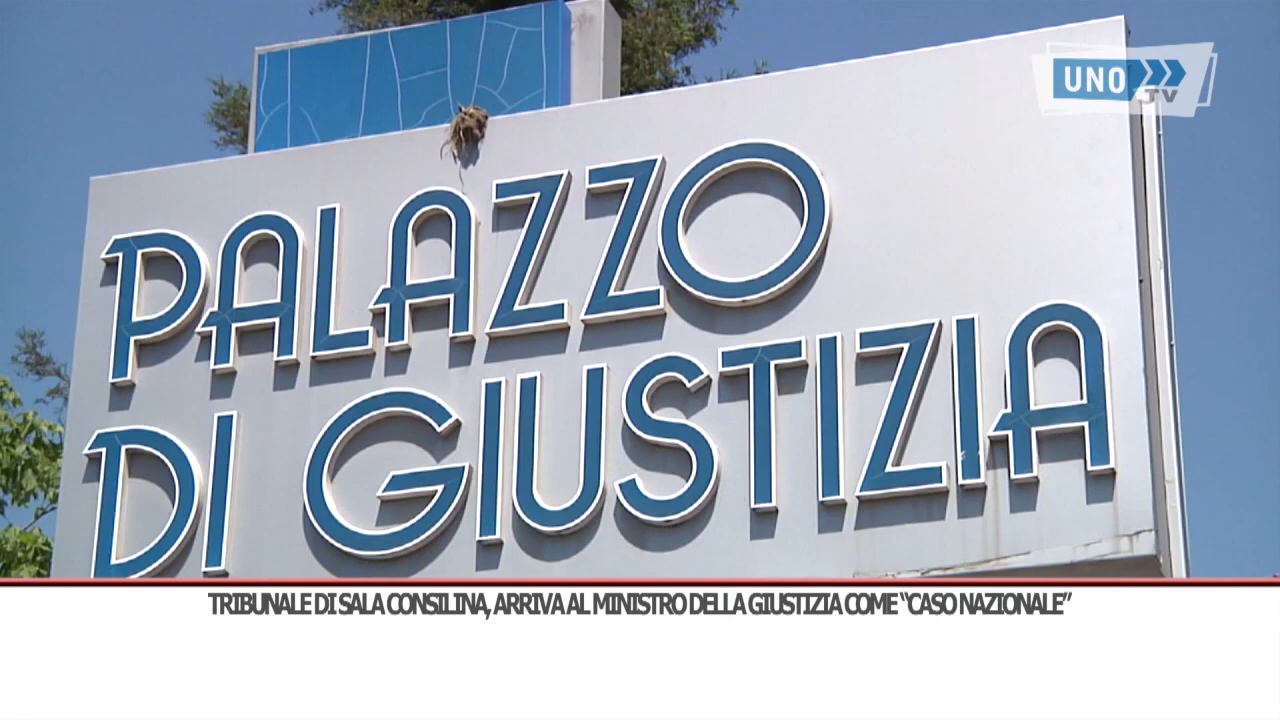 UNO
TV
PALAZZO
DI GIUSTIZIA
TRIBUNALE DI SALA CONSILINA, ARRIVA AL MINISTRO DELLA GIUSTIZIA COME “CASO NAZIONALE”